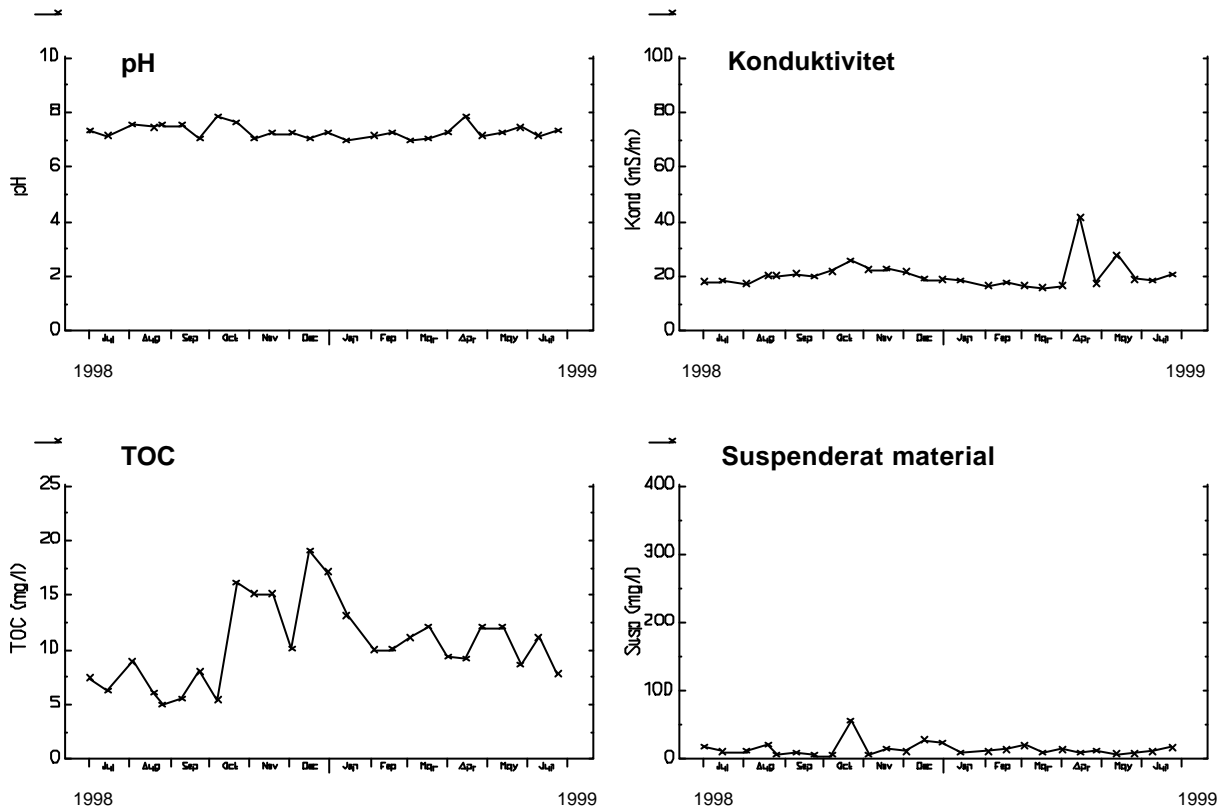 pH
10
8
6
4
2
0
pH
Jul Aug Sep Oct Nov Dec Jan Feb Mar Apr May Jun
1998 1999
Konduktivitet
100
80
60
40
20
0
Kond (mS/m)
Jul Aug Sep Oct Nov Dec Jan Feb Mar Apr May Jun
1998 1999
TOC
25
20
15
10
5
0
TOC (mg/l)
Jul Aug Sep Oct Nov Dec Jan Feb Mar Apr May Jun
1998 1999
Suspenderat material
400
300
200
100
0
Susp (mg/l)
Jul Aug Sep Oct Nov Dec Jan Feb Mar Apr May Jun
1998 1999